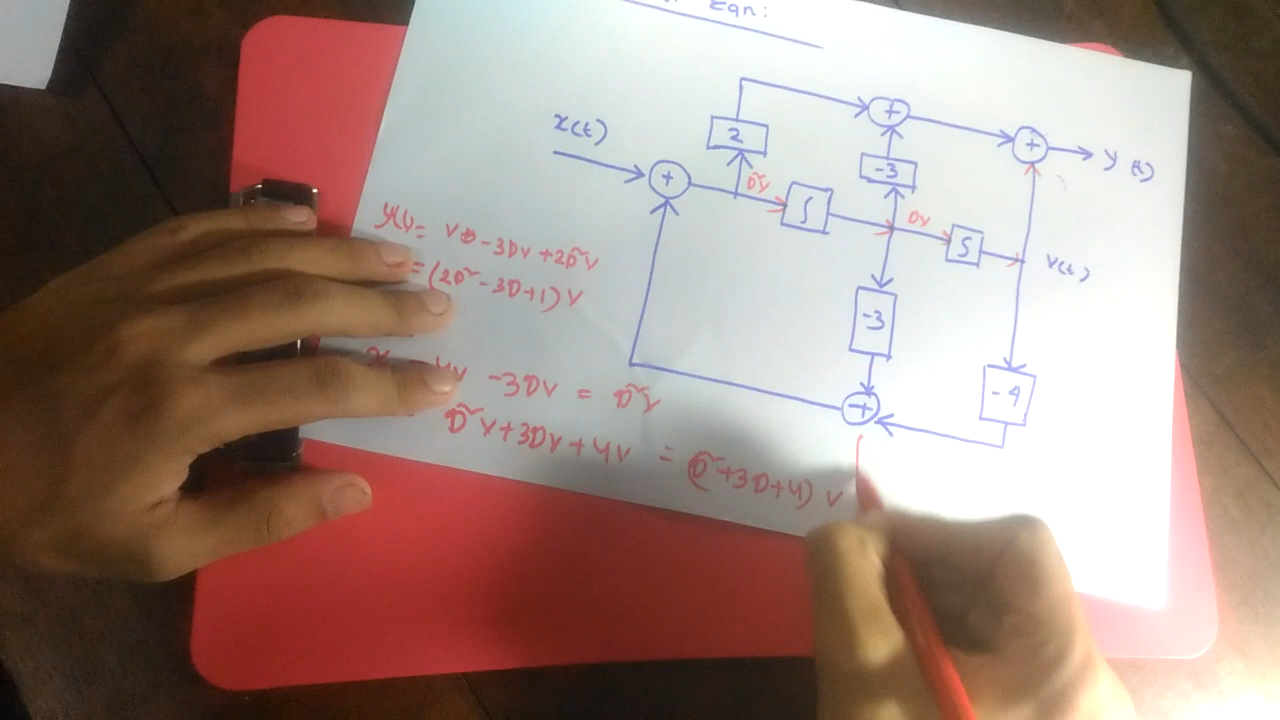 Eqn:
x(t)
2
+
+
+
y(t)
-3
D²v
∫
Dv
∫
v(t)
y(t) = v - 3Dv + 2D²v
= (2D² - 3D + 1) v
-3
-4
+
x - 4v - 3Dv = D²v
D²v + 3Dv + 4v = (D² + 3D + 4) v